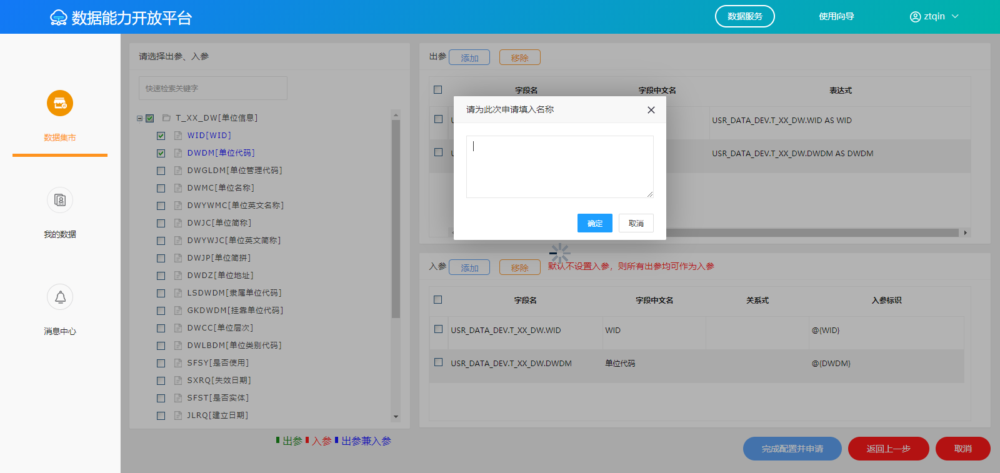 数据能力开放平台
数据服务
使用向导
ztqin
数据集市
我的数据
消息中心
请选择出参、入参
快速检索关键字
T_XX_DW[单位信息]
WID[WID]
DWDM[单位代码]
DWGLDM[单位管理代码]
DWMC[单位名称]
DWYWMC[单位英文名称]
DWJC[单位简称]
DWYWJC[单位英文简称]
DWJP[单位简拼]
DWDZ[单位地址]
LSDWDM[隶属单位代码]
GKDWDM[挂靠单位代码]
DWCC[单位层次]
DWLBDM[单位类别代码]
SFSY[是否使用]
SXRQ[失效日期]
SFST[是否实体]
JLRQ[建立日期]
出参 入参 出参兼入参
出参 添加 移除
字段名 字段中文名 表达式
USR_DATA_DEV.T_XX_DW.WID AS WID
USR_DATA_DEV.T_XX_DW.DWDM AS DWDM
请为此次申请填入名称
确定 取消
入参 添加 移除 默认不设置入参，则所有出参均可作为入参
字段名 字段中文名 关系式 入参标识
USR_DATA_DEV.T_XX_DW.WID WID @{WID}
USR_DATA_DEV.T_XX_DW.DWDM 单位代码 @{DWDM}
完成配置并申请 返回上一步 取消